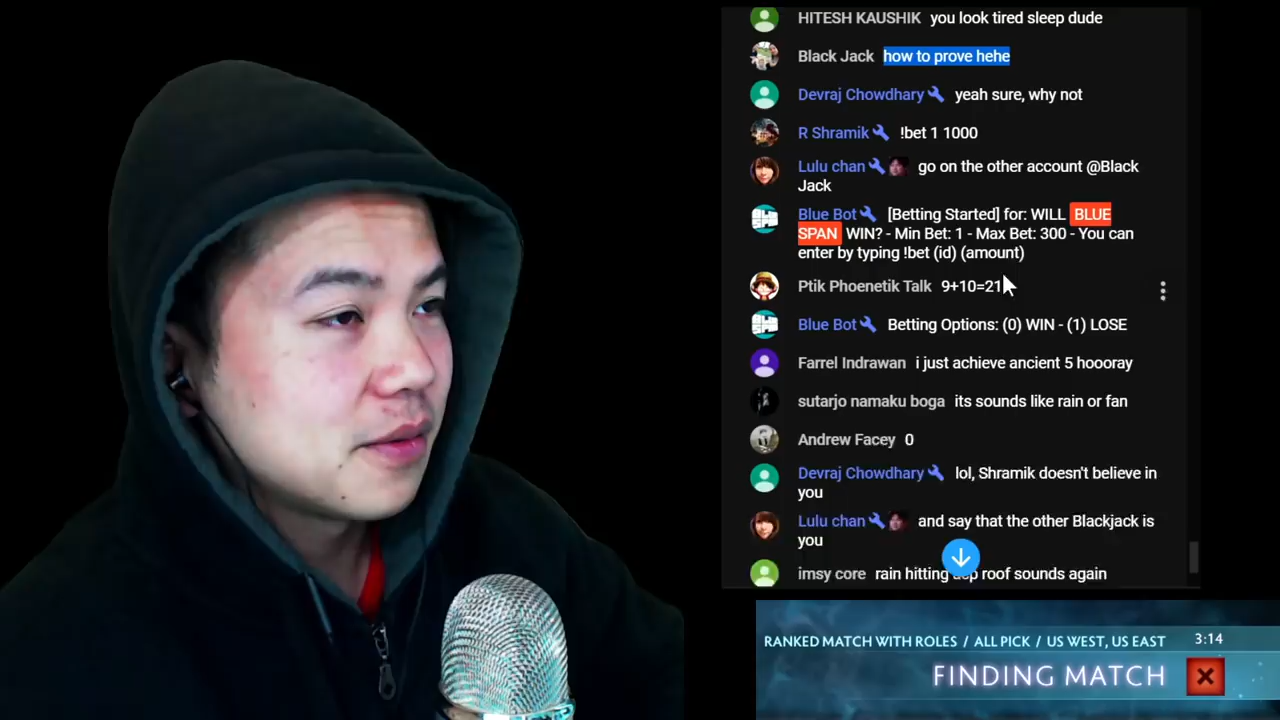 HITESH KAUSHIK you look tired sleep dude
Black Jack how to prove hehe
Devraj Chowdhary yeah sure, why not
R Shramik !bet 1 1000
Lulu chan go on the other account @Black
Jack
Blue Bot [Betting Started] for: WILL BLUE
SPAN WIN? - Min Bet: 1 - Max Bet: 300 - You can
enter by typing !bet (id) (amount)
Ptik Phoenetik Talk 9+10=21
Blue Bot Betting Options: (0) WIN - (1) LOSE
Farrel Indrawan i just achieve ancient 5 hoooray
sutarjo namaku boga its sounds like rain or fan
Andrew Facey 0
Devraj Chowdhary lol, Shramik doesn't believe in
you
Lulu chan and say that the other Blackjack is
you
imsy core rain hitting roof sounds again
RANKED MATCH WITH ROLES / ALL PICK / US WEST, US EAST 3:14
FINDING MATCH